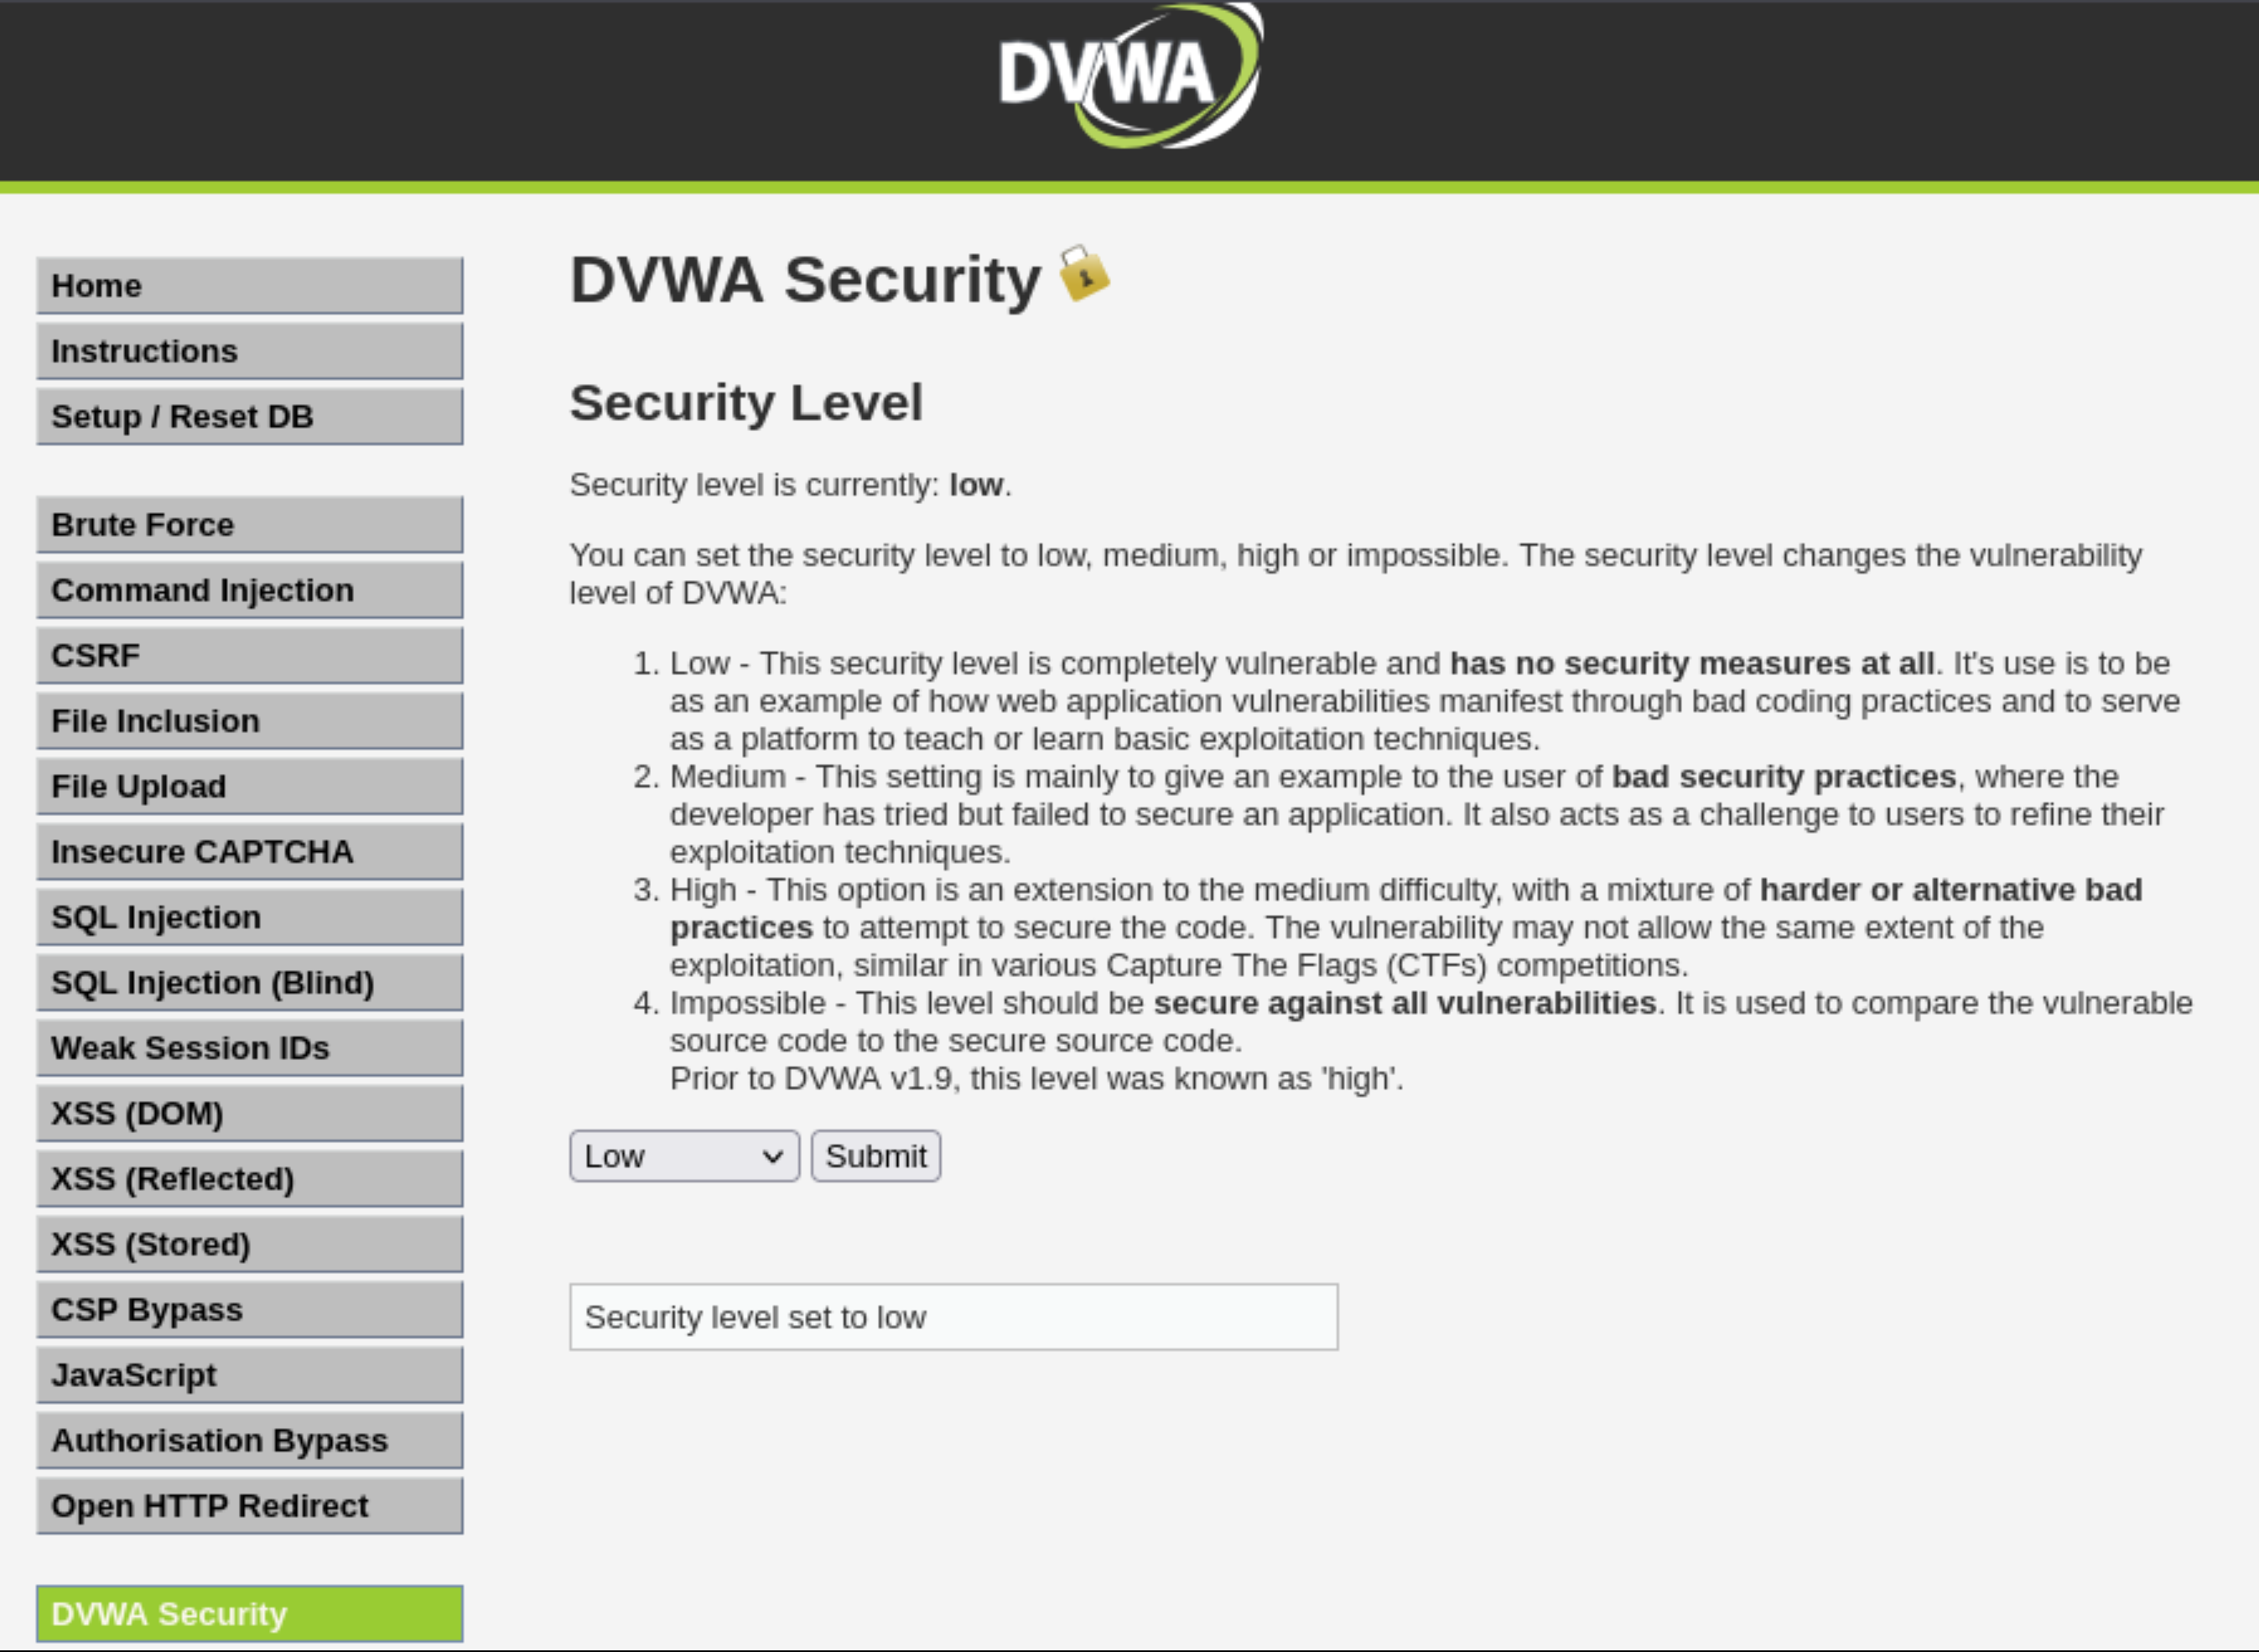 DVWA
Home
Instructions
Setup / Reset DB
Brute Force
Command Injection
CSRF
File Inclusion
File Upload
Insecure CAPTCHA
SQL Injection
SQL Injection (Blind)
Weak Session IDs
XSS (DOM)
XSS (Reflected)
XSS (Stored)
CSP Bypass
JavaScript
Authorisation Bypass
Open HTTP Redirect
DVWA Security
DVWA Security
Security Level
Security level is currently: low.
You can set the security level to low, medium, high or impossible. The security level changes the vulnerability
level of DVWA:
1. Low - This security level is completely vulnerable and has no security measures at all. It's use is to be
as an example of how web application vulnerabilities manifest through bad coding practices and to serve
as a platform to teach or learn basic exploitation techniques.
2. Medium - This setting is mainly to give an example to the user of bad security practices, where the
developer has tried but failed to secure an application. It also acts as a challenge to users to refine their
exploitation techniques.
3. High - This option is an extension to the medium difficulty, with a mixture of harder or alternative bad
practices to attempt to secure the code. The vulnerability may not allow the same extent of the
exploitation, similar in various Capture The Flags (CTFs) competitions.
4. Impossible - This level should be secure against all vulnerabilities. It is used to compare the vulnerable
source code to the secure source code.
Prior to DVWA v1.9, this level was known as 'high'.
Low Submit
Security level set to low